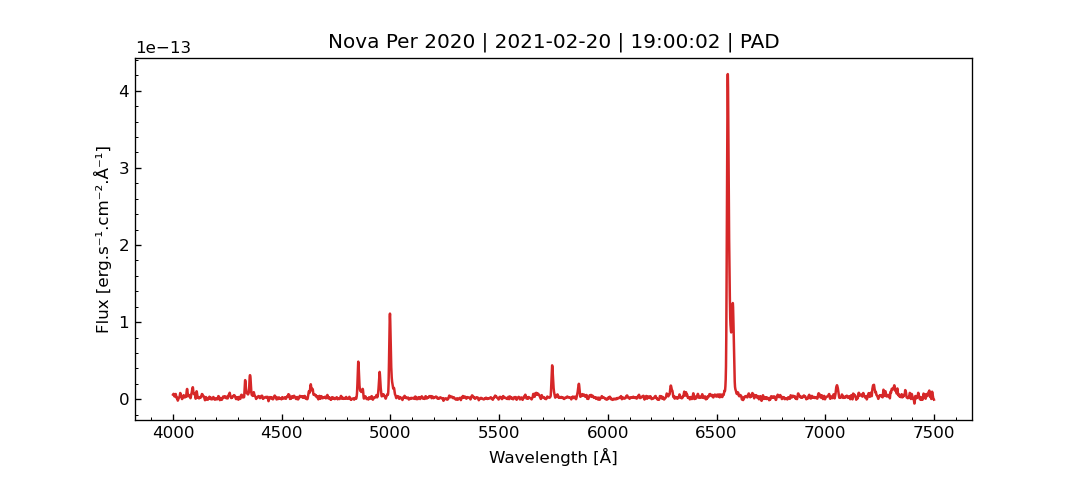 Nova Per 2020 | 2021-02-20 | 19:00:02 | PAD
1e−13
4
3
2
1
0
Flux [erg.s⁻¹.cm⁻².Å⁻¹]
4000 4500 5000 5500 6000 6500 7000 7500
Wavelength [Å]